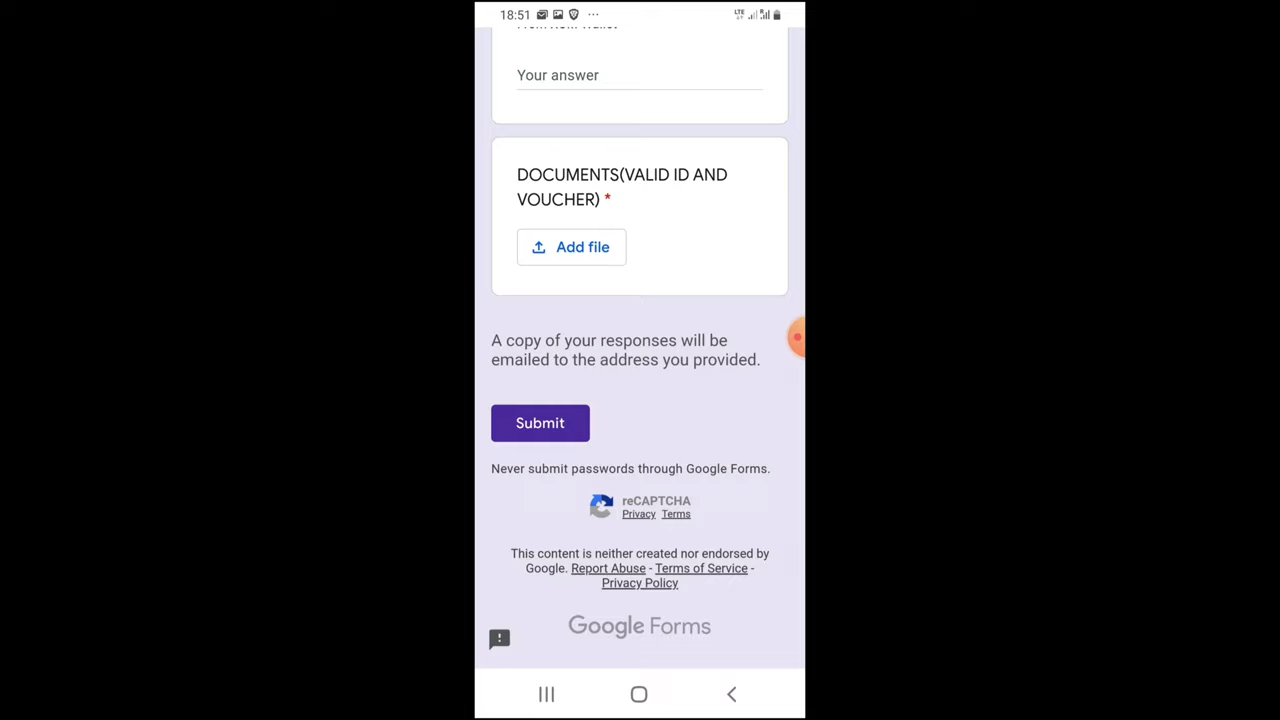 18:51
LTE
Your answer
DOCUMENTS(VALID ID AND
VOUCHER) *
Add file
A copy of your responses will be
emailed to the address you provided.
Submit
Never submit passwords through Google Forms.
reCAPTCHA
Privacy Terms
This content is neither created nor endorsed by
Google. Report Abuse - Terms of Service -
Privacy Policy
Google Forms